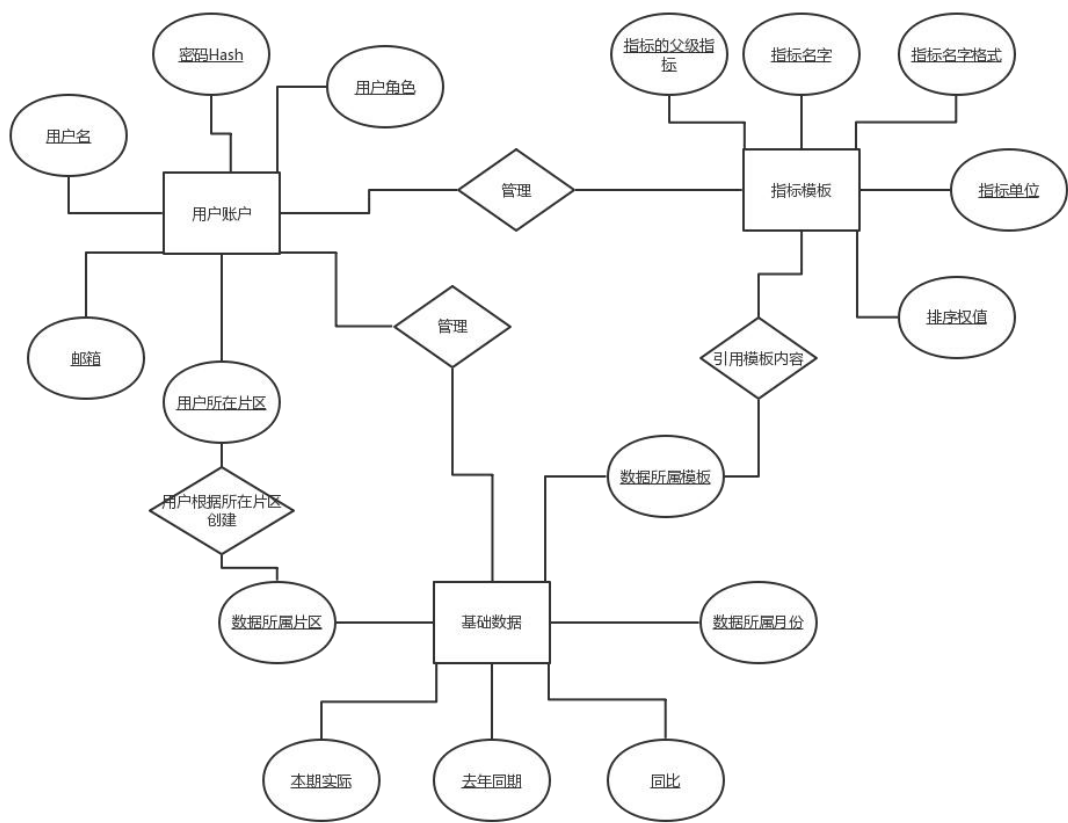 密码Hash
指标的父级指
标
指标名字
指标名字格式
用户角色
用户名
管理
指标模板
指标单位
用户账户
管理
排序权值
邮箱
引用模板内容
用户所在片区
数据所属模板
用户根据所在片区
创建
数据所属片区
基础数据
数据所属月份
本期实际
去年同期
同比